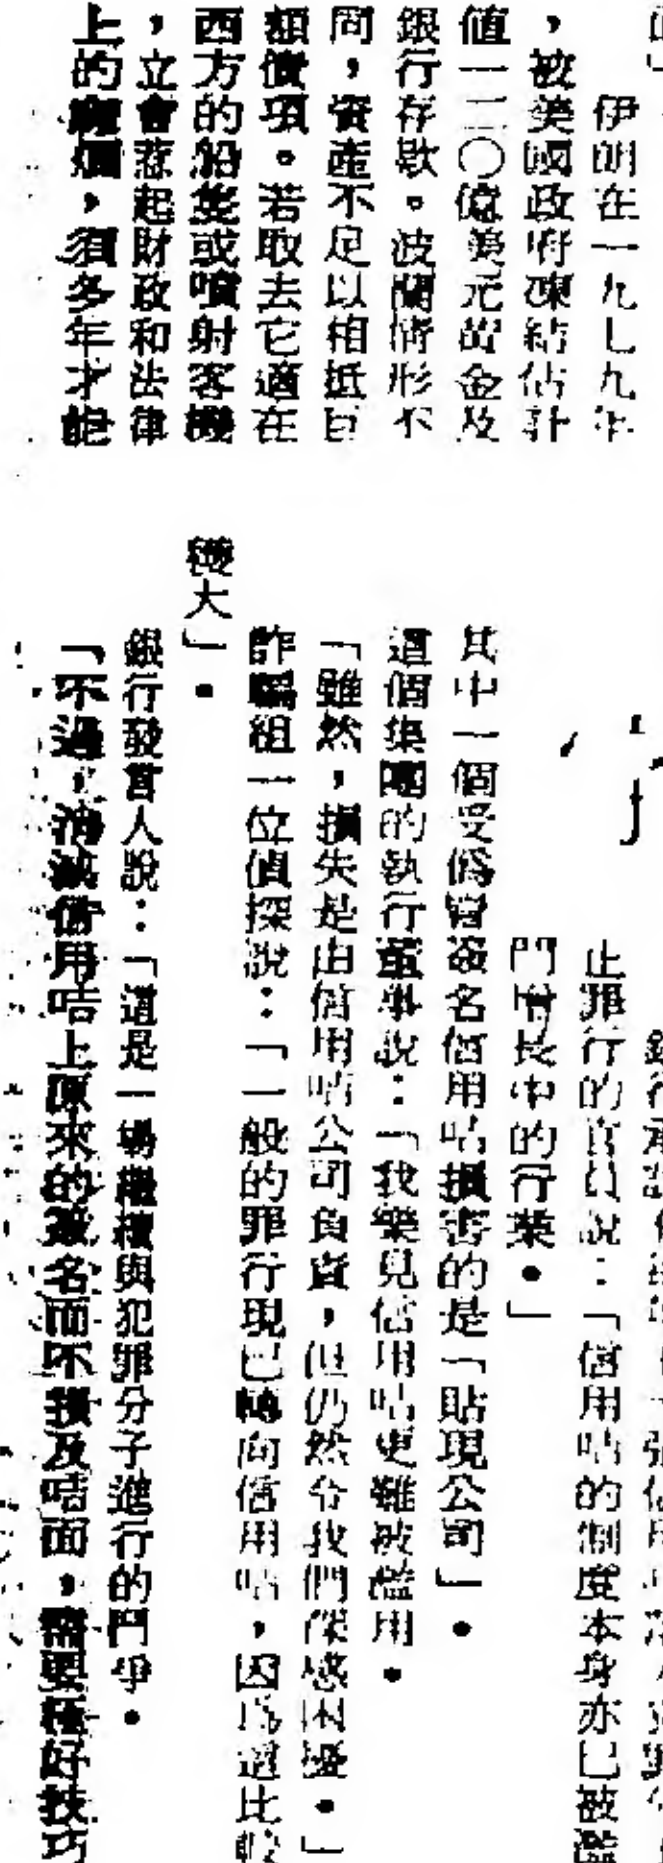 伊朗在一九七九年
，被美國政府凍結估計
值一二〇億美元黃金及
銀行存欵。波蘭情形不
同，資產不足以相抵巨
額債項。若取去它適在
西方的船隻或噴射客機
，立會惹起財政和法律
上的麻煩，須多年才能
止罪行的官員說：「信用咭的制度本身亦已被濫
門增長中的行業。」
其中一個受僞冒簽名信用咭損害的是「貼現公司」。
這個集團的執行董事說：「我樂見信用咭更難被濫用。
「雖然，損失是由信用咭公司負責，但仍然令我們深感困擾。」
詐騙組一位偵探說：「一般的罪行現已轉向信用咭，因爲這比較
穩大」。
銀行發言人說：「這是一場繼續與犯罪分子進行的鬥爭。
「不過，消滅信用咭上原來的簽名而不損及咭面，需要極好技巧